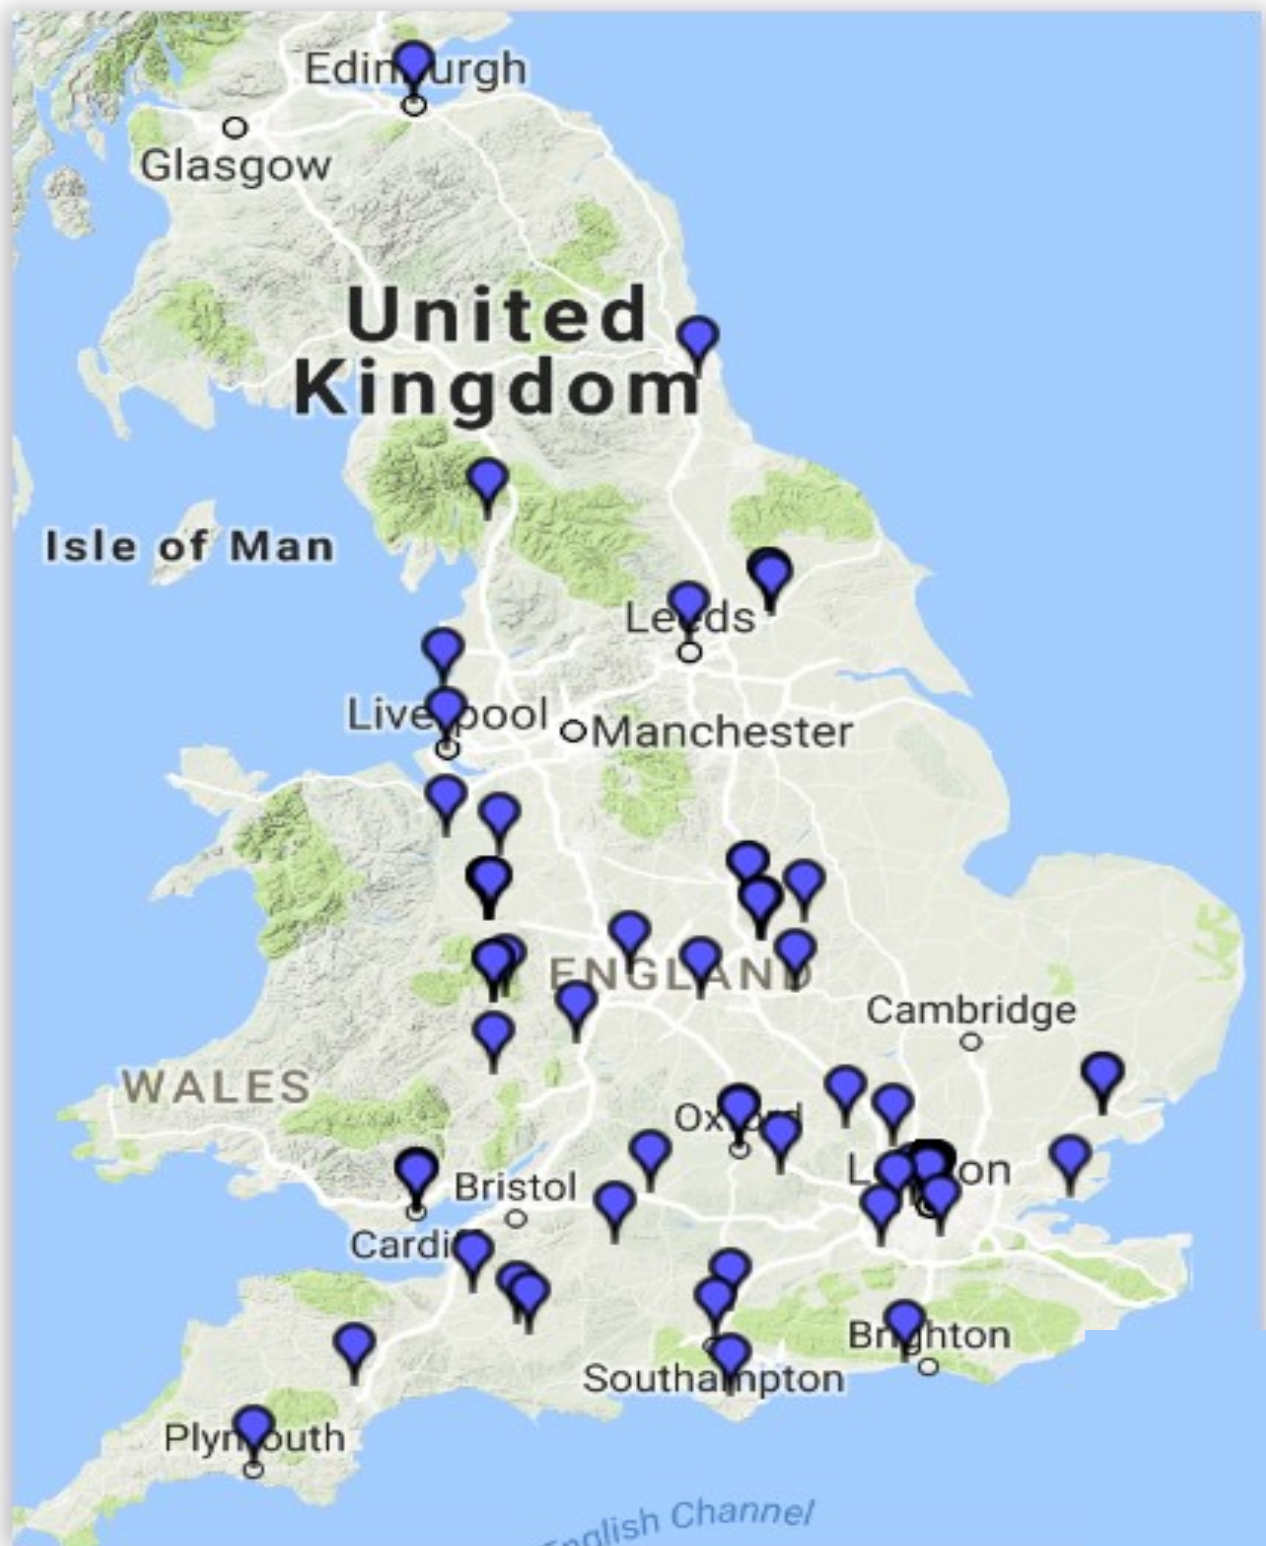 Edinburgh
Glasgow
United
Kingdom
Isle of Man
Leeds
Liverpool
Manchester
ENGLAND
Cambridge
WALES
Oxford
London
Bristol
Cardiff
Brighton
Southampton
Plymouth
English Channel